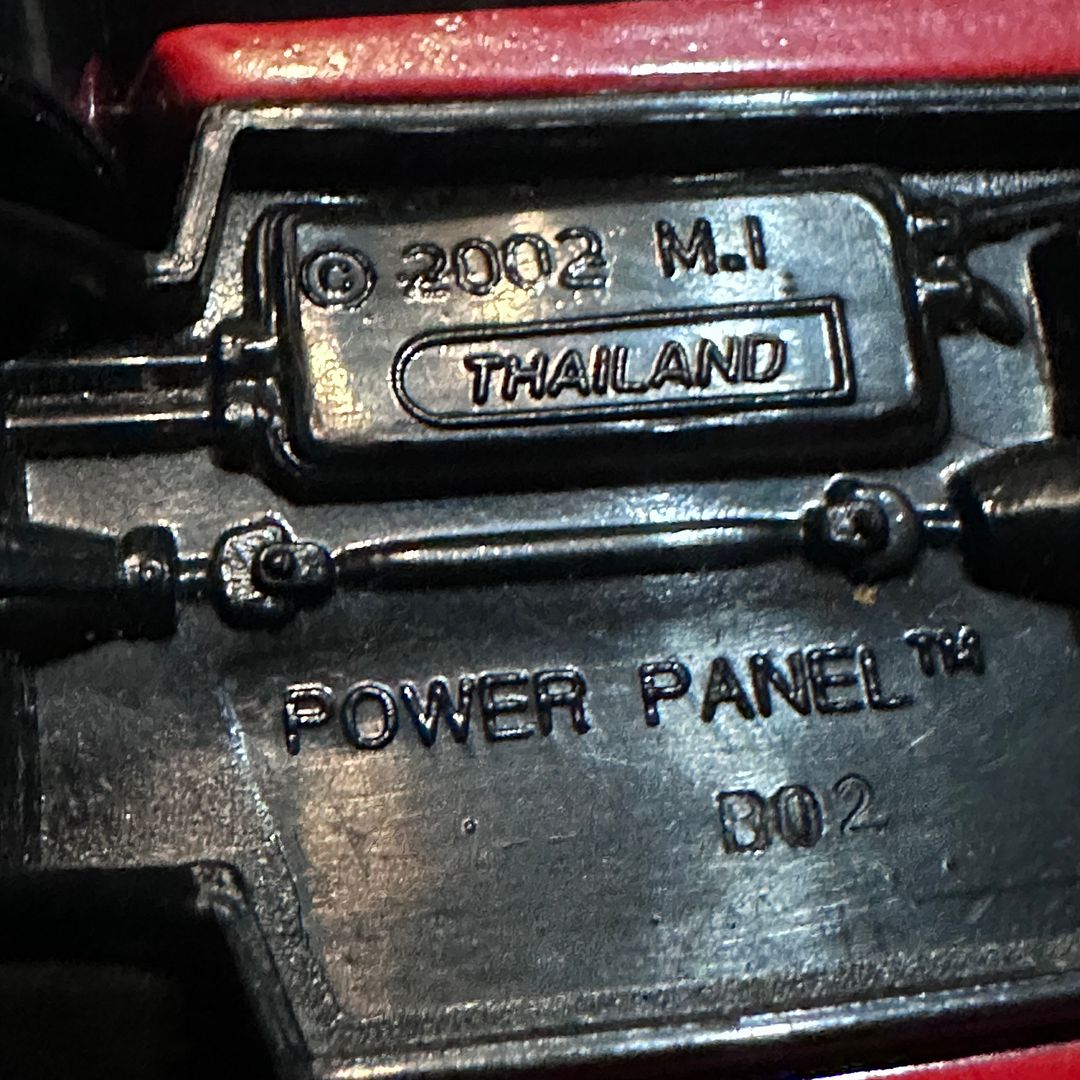 © 2002 M.I
THAILAND
POWER PANEL™
B02